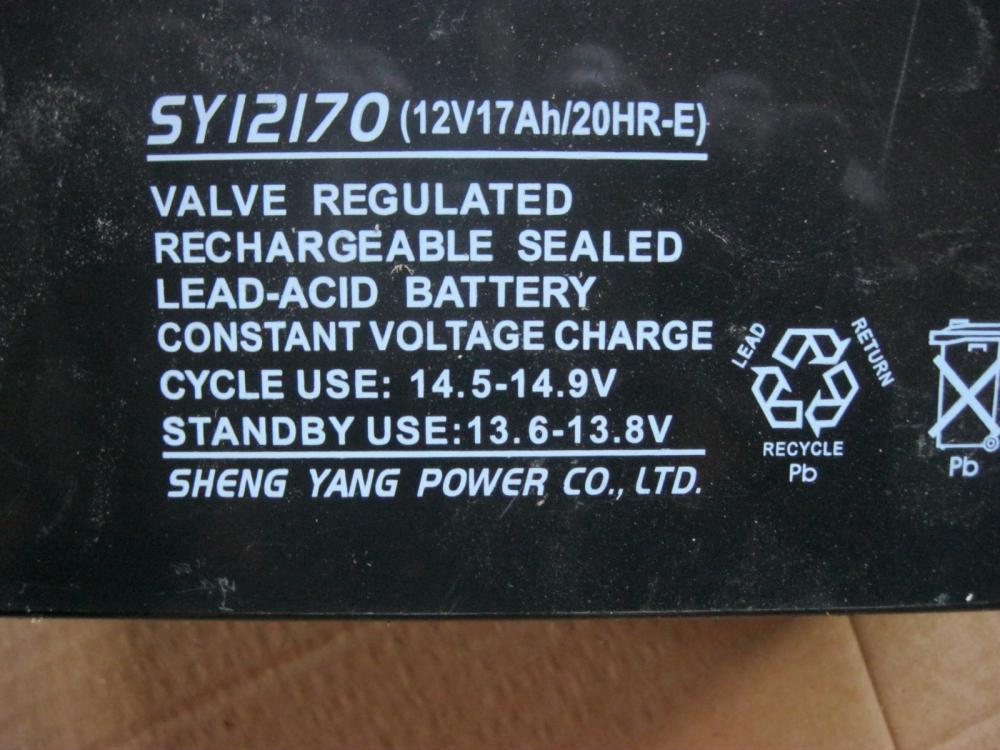 SY12170 (12V17Ah/20HR-E)
VALVE REGULATED
RECHARGEABLE SEALED
LEAD-ACID BATTERY
CONSTANT VOLTAGE CHARGE
CYCLE USE: 14.5-14.9V
STANDBY USE:13.6-13.8V
SHENG YANG POWER CO., LTD.
LEAD RETURN
RECYCLE
Pb
Pb